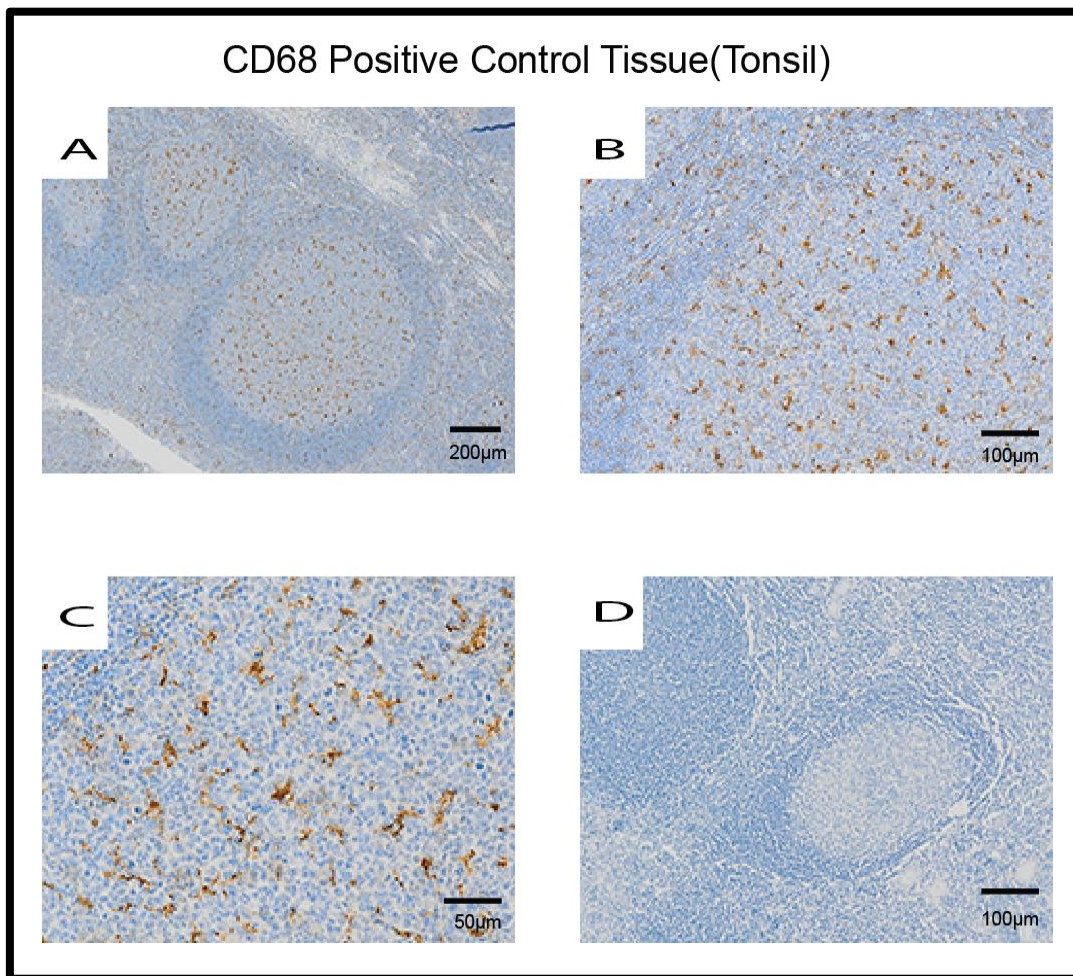 CD68 Positive Control Tissue(Tonsil)
A
200μm
B
100μm
C
50μm
D
100μm